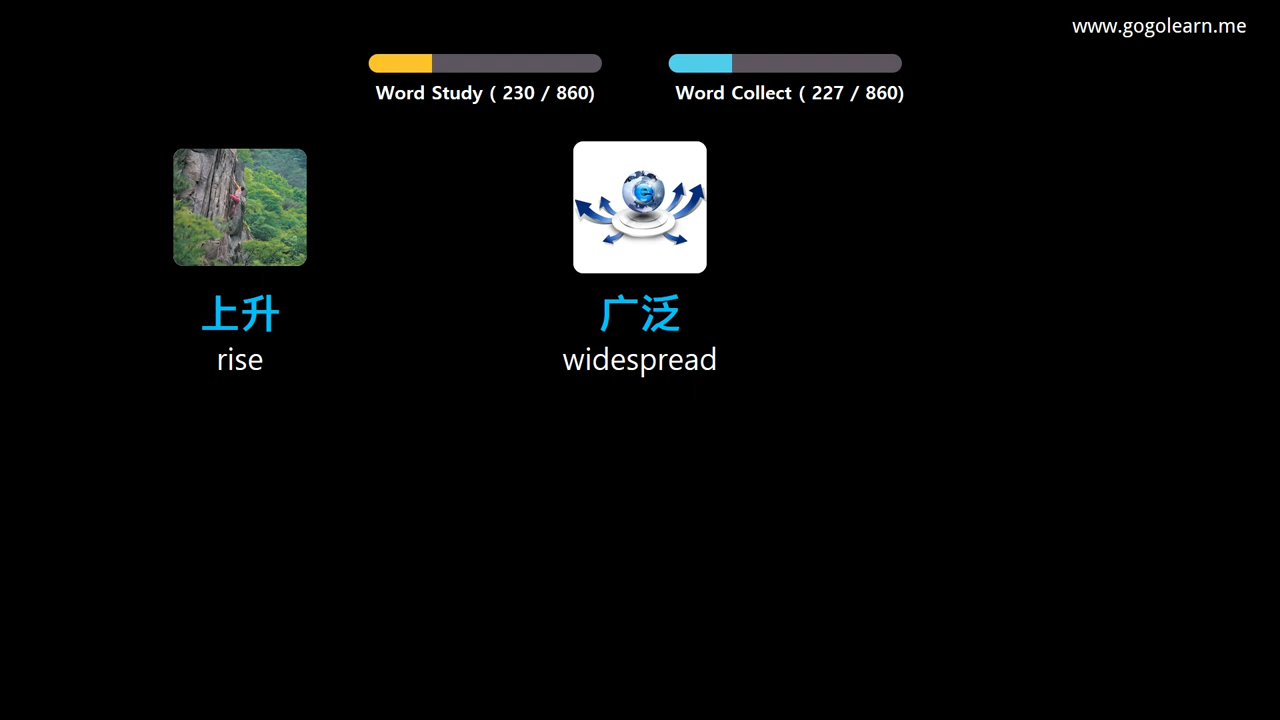 www.gogolearn.me
Word Study ( 230 / 860)
Word Collect ( 227 / 860)
上升
rise
广泛
widespread